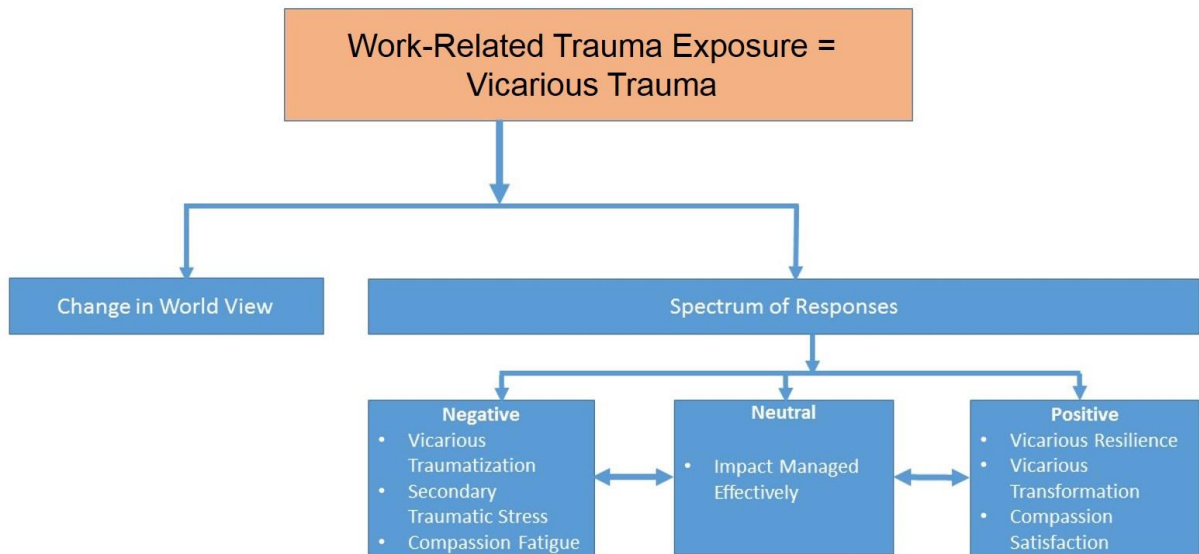 Work-Related Trauma Exposure =
Vicarious Trauma
Change in World View
Spectrum of Responses
Negative
• Vicarious
Traumatization
• Secondary
Traumatic Stress
• Compassion Fatigue
Neutral
• Impact Managed
Effectively
Positive
• Vicarious Resilience
• Vicarious
Transformation
• Compassion
Satisfaction